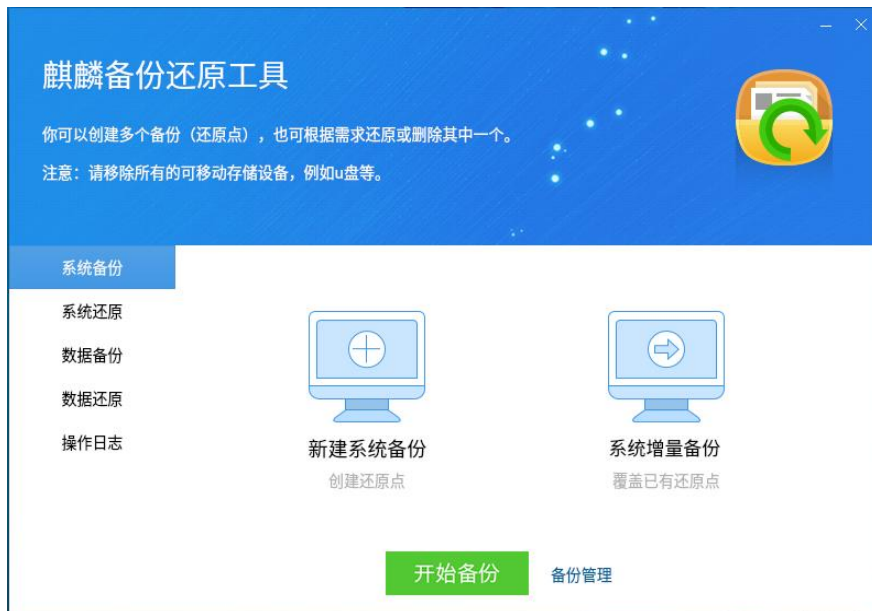 麒麟备份还原工具
你可以创建多个备份（还原点），也可根据需求还原或删除其中一个。
注意：请移除所有的可移动存储设备，例如u盘等。
系统备份
系统还原
数据备份
数据还原
操作日志
新建系统备份
创建还原点
系统增量备份
覆盖已有还原点
开始备份
备份管理